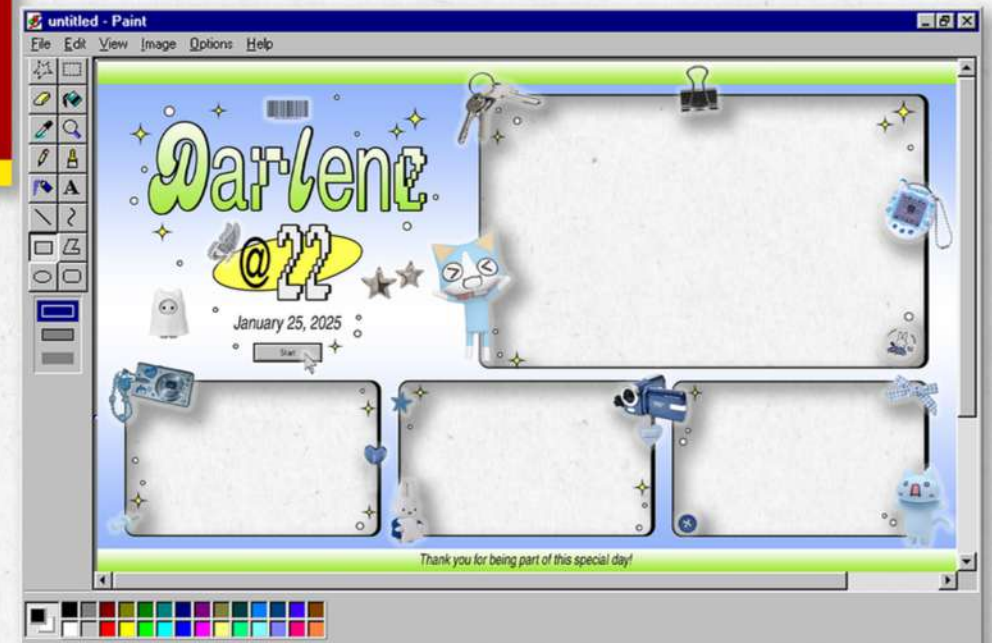 untitled - Paint
File Edit View Image Options Help
A
Darlene
@22
January 25, 2025
Start
Thank you for being part of this special day!